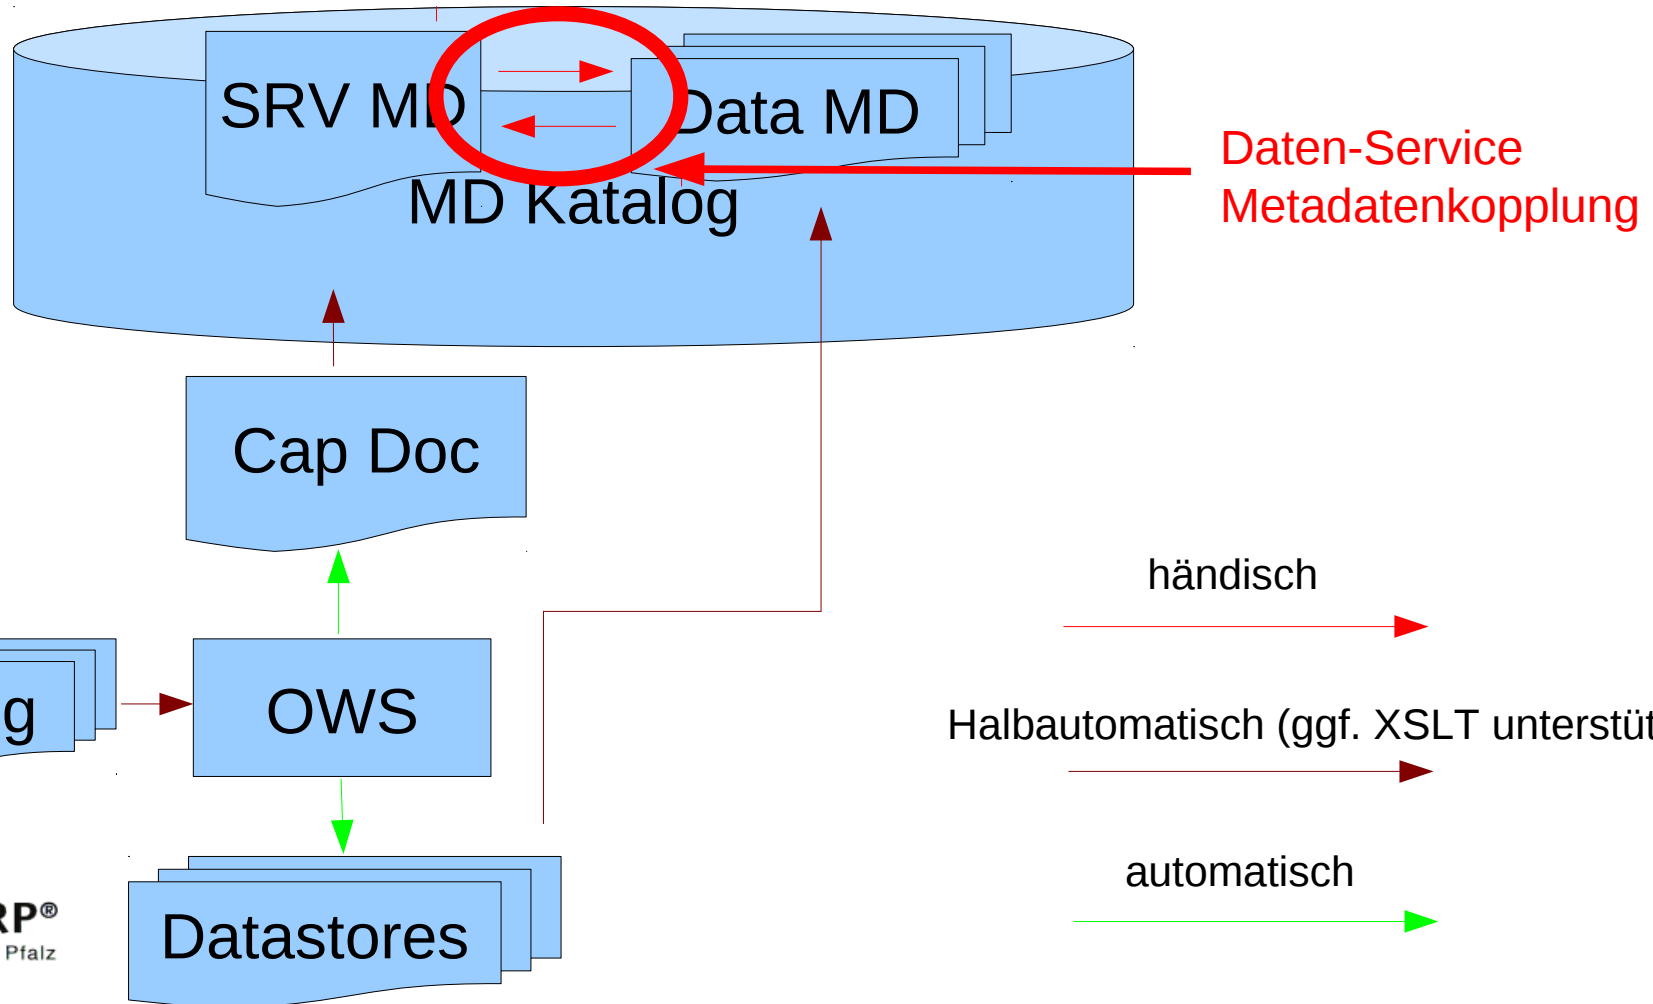 SRV MD
Data MD
MD Katalog
Daten-Service
Metadatenkopplung
Cap Doc
händisch
g
OWS
Halbautomatisch (ggf. XSLT unterstüt
automatisch
RP®
Pfalz
Datastores